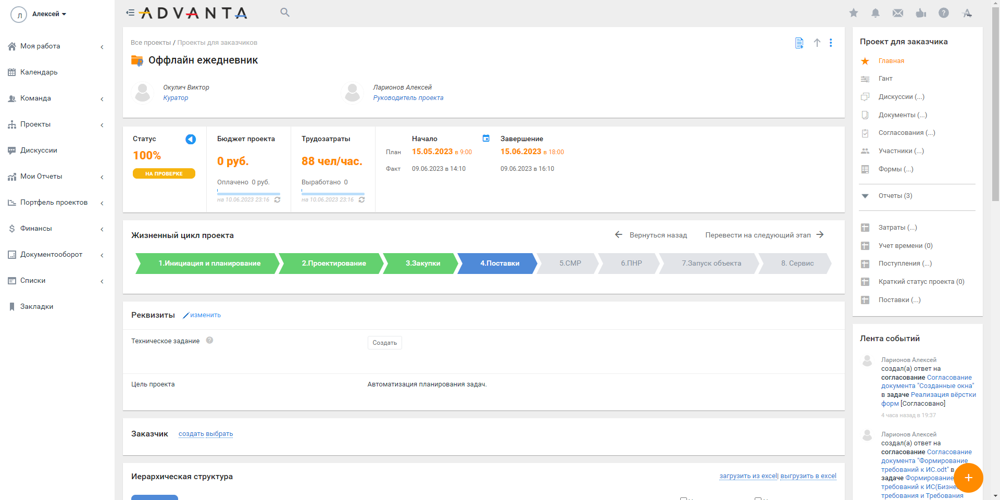 Л
Алексей
Моя работа
Календарь
Команда
Проекты
Дискуссии
Мои Отчеты
Портфель проектов
Финансы
Документооборот
Списки
Закладки
ADVANTA
Все проекты / Проекты для заказчиков
Оффлайн ежедневник
Окулич Виктор
Куратор
Ларионов Алексей
Руководитель проекта
Статус
100%
НА ПРОВЕРКЕ
Бюджет проекта
0 руб.
Оплачено 0 руб.
на 10.06.2023 23:16
Трудозатраты
88 чел/час.
Выработано 0
на 10.06.2023 23:16
Начало
Завершение
План
15.05.2023 в 9:00
15.06.2023 в 18:00
Факт
09.06.2023 в 14:10
09.06.2023 в 16:10
Жизненный цикл проекта
Вернуться назад
Перевести на следующий этап
1.Инициация и планирование
2.Проектирование
3.Закупки
4.Поставки
5.СМР
6.ПНР
7.Запуск объекта
8. Сервис
Реквизиты
изменить
Техническое задание
?
Создать
Цель проекта
Автоматизация планирования задач.
Заказчик
создать выбрать
Иерархическая структура
загрузить из excel| выгрузить в excel
?
A
Проект для заказчика
Главная
Гант
Дискуссии (...)
Документы (...)
Согласования (...)
Участники (...)
Формы (...)
Отчеты (3)
Затраты (...)
Учет времени (0)
Поступления (...)
Краткий статус проекта (0)
Поставки (...)
Лента событий
Ларионов Алексей
создал(а) ответ на
согласование Согласование
документа "Созданные окна"
в задаче Реализация вёрстки
форм [Согласовано]
4 часа назад в 19:37
Ларионов Алексей
создал(а) ответ на
согласование Согласование
документа "Формирование
требований к ИС.odt" в
задаче Формирование
требований к ИС(Бизне
требования и Требования
+